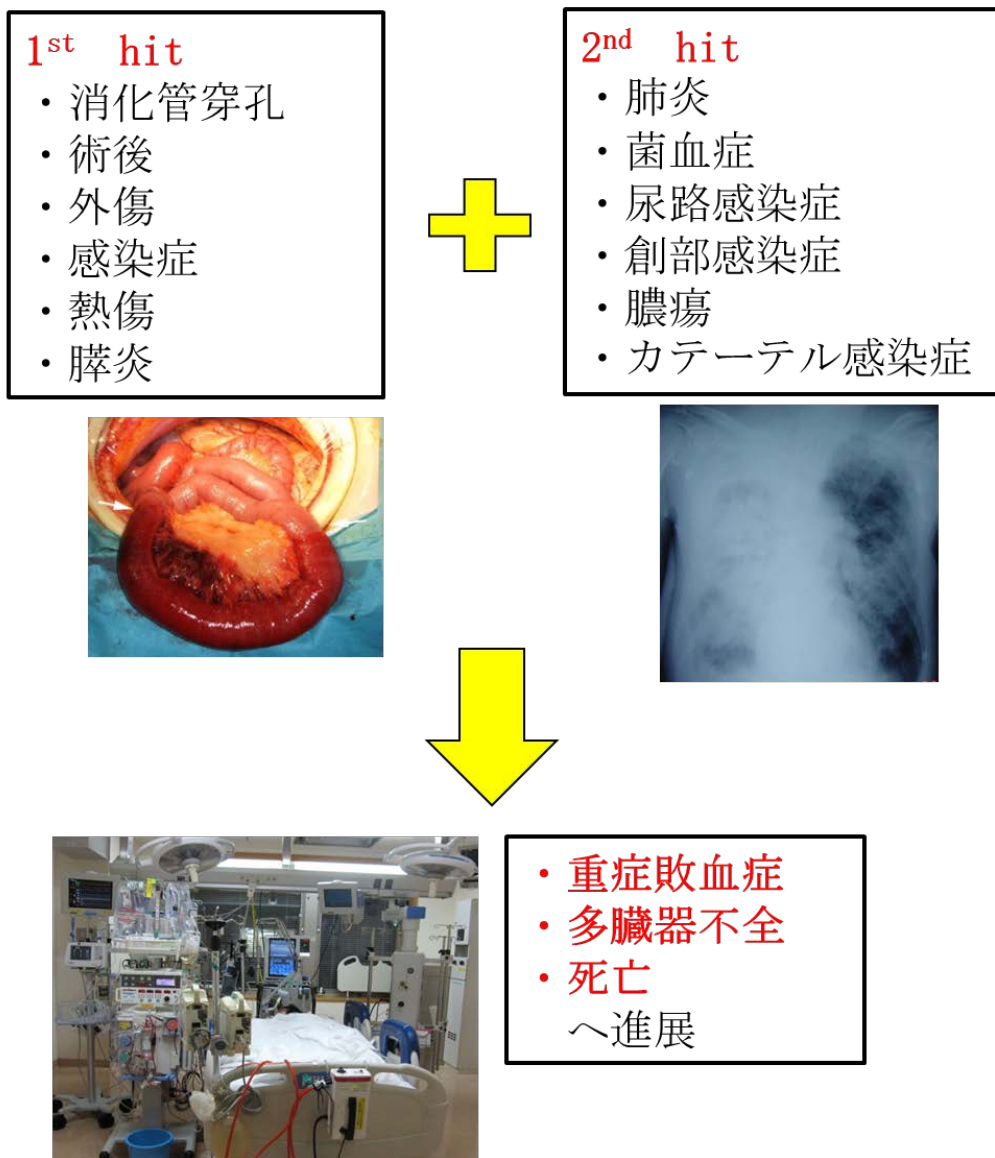 1st hit
・消化管穿孔
・術後
・外傷
・感染症
・熱傷
・膵炎
2nd hit
・肺炎
・菌血症
・尿路感染症
・創部感染症
・膿瘍
・カテーテル感染症
・重症敗血症
・多臓器不全
・死亡
へ進展